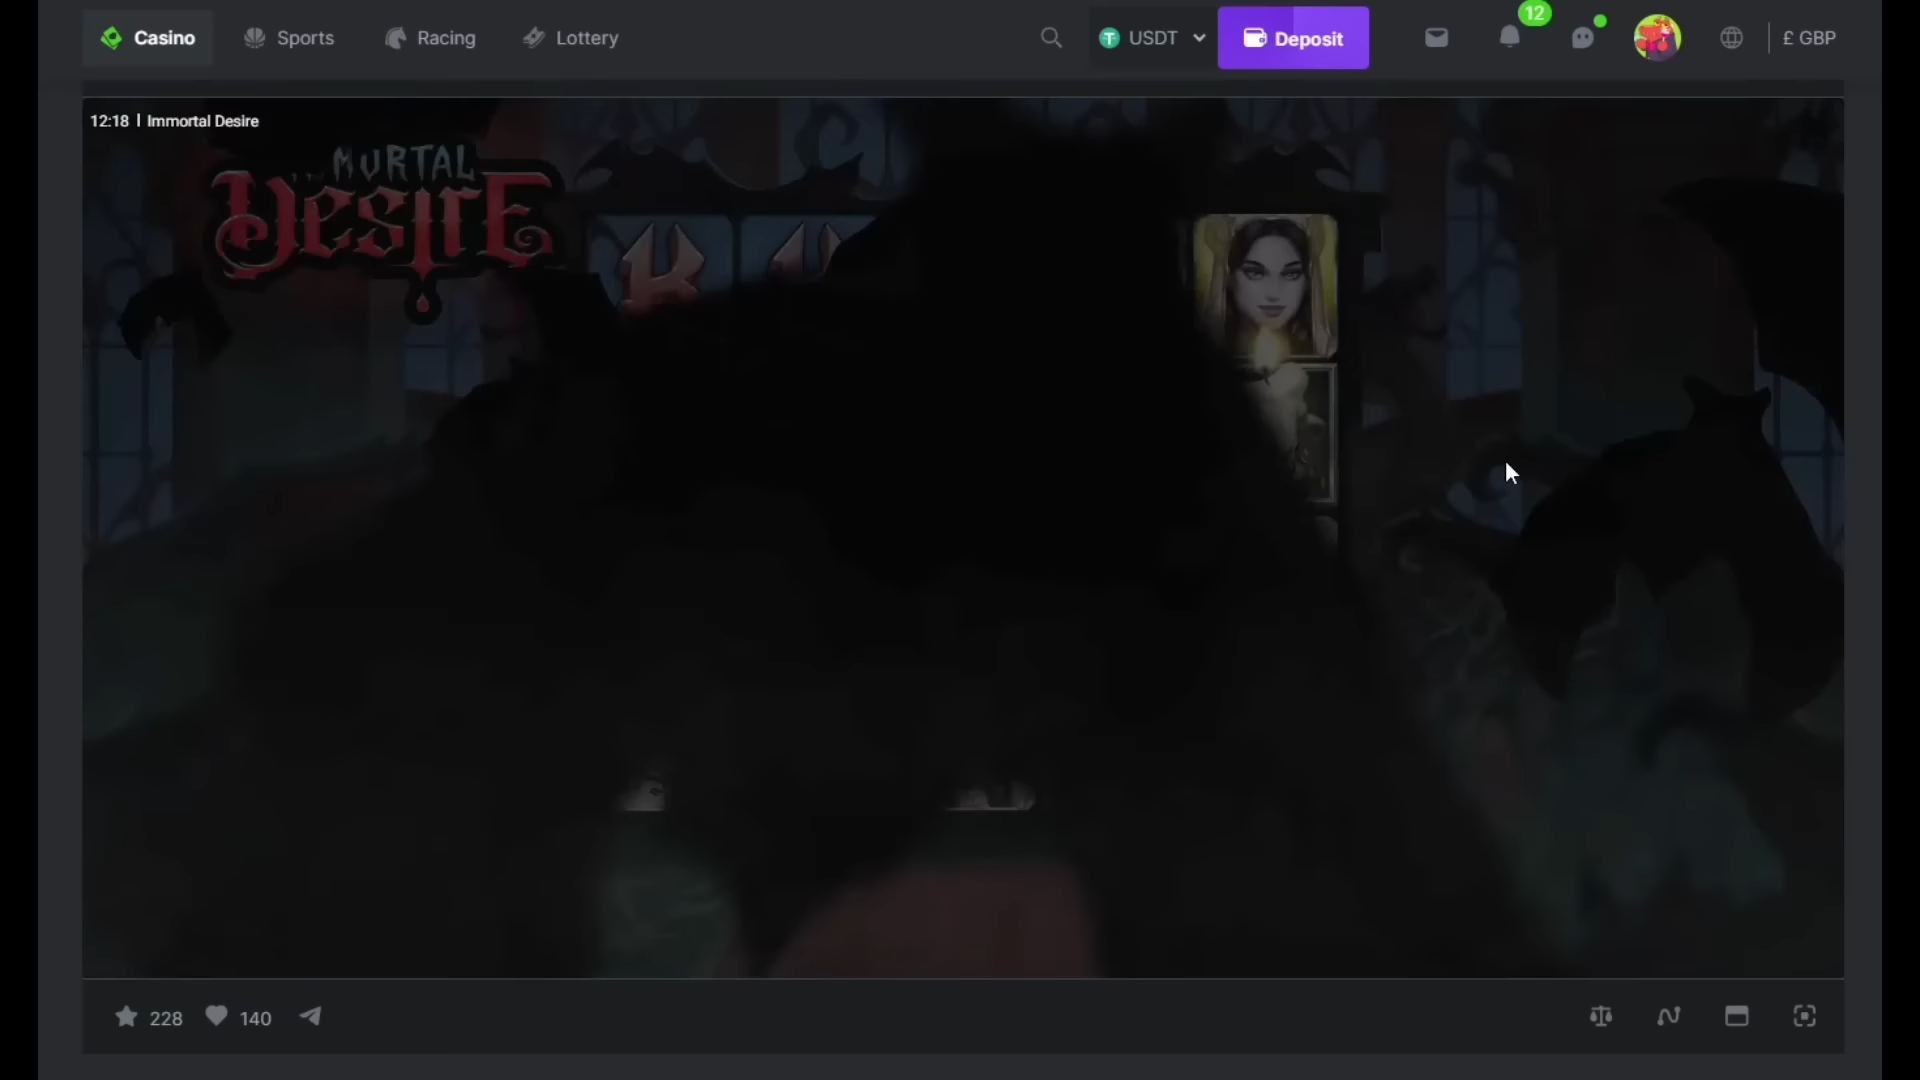 Casino
Sports
Racing
Lottery
USDT
Deposit
12
£ GBP
12:18 | Immortal Desire
MORTAL
DESIRE
K
228
140